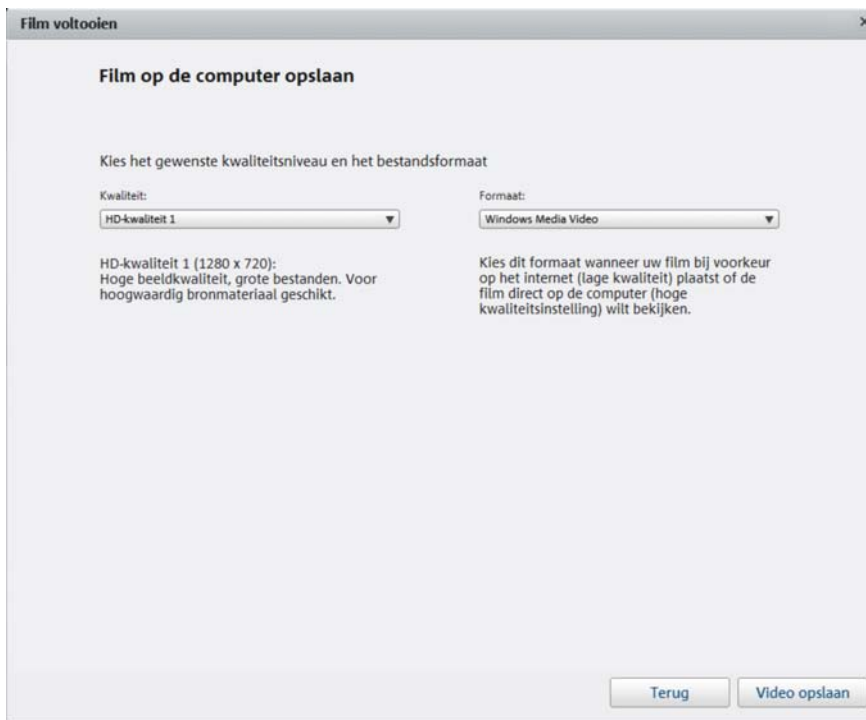 Film voltooien
Film op de computer opslaan
Kies het gewenste kwaliteitsniveau en het bestandsformaat
Kwaliteit:
HD-kwaliteit 1
HD-kwaliteit 1 (1280 x 720):
Hoge beeldkwaliteit, grote bestanden. Voor
hoogwaardig bronmateriaal geschikt.
Formaat:
Windows Media Video
Kies dit formaat wanneer uw film bij voorkeur
op het internet (lage kwaliteit) plaatst of de
film direct op de computer (hoge
kwaliteitsinstelling) wilt bekijken.
Terug
Video opslaan